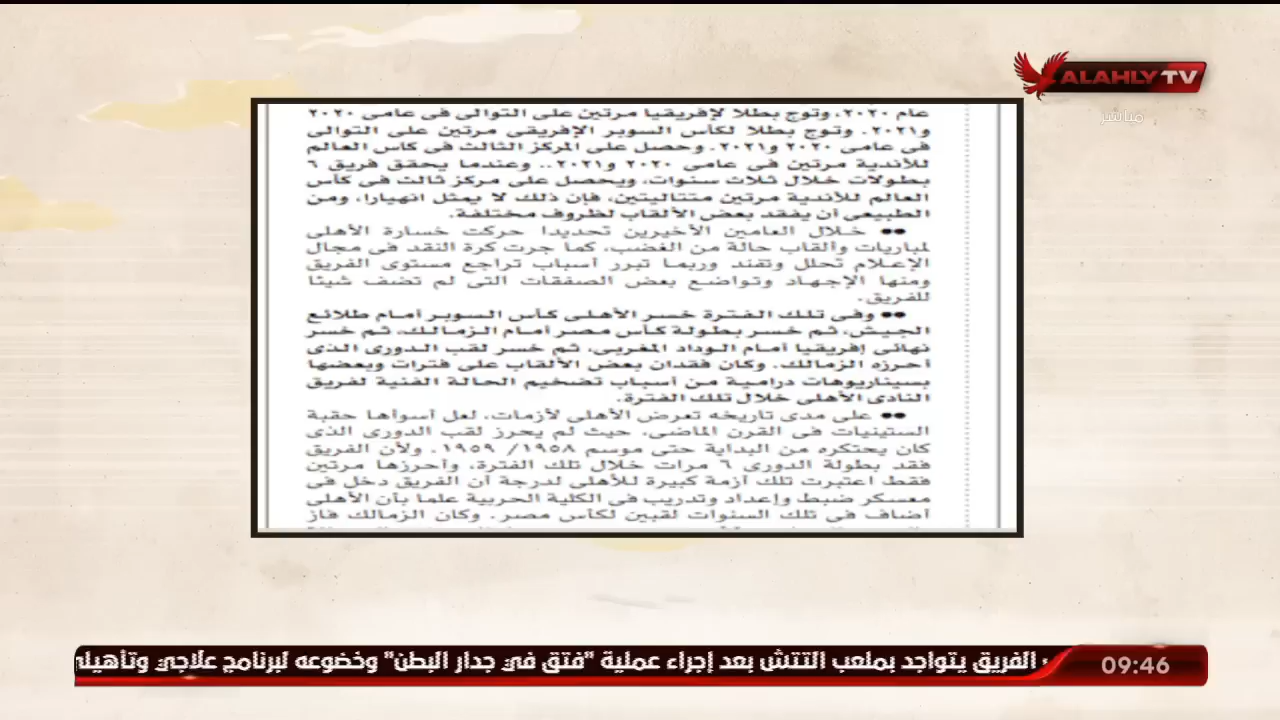 ALAHLY TV
مباشر
عام ٢٠٢٠، وتوج بطلا لإفريقيا مرتين على التوالى فى عامى ٢٠٢٠
و٢٠٢١. وتوج بطلا لكأس السوبر الإفريقى مرتين على التوالى
فى عامى ٢٠٢٠ و٢٠٢١. وحصل على المركز الثالث فى كأس العالم
للأندية مرتين فى عامى ٢٠٢٠ و٢٠٢١.. وعندما يحقق فريق ٦
بطولات خلال ثلاث سنوات، ويحصل على مركز ثالث فى كأس
العالم للأندية مرتين متتاليتين، فإن ذلك لا يمثل انهيارا، ومن
الطبيعى أن يفقد بعض الألقاب لظروف مختلفة.
●● خلال العامين الأخيرين تحديدا حركت خسارة الأهلى
لمباريات وألقاب حالة من الغضب، كما جرت كرة النقد فى مجال
الإعلام تحلل وتفند وربما تبرر أسباب تراجع مستوى الفريق
ومنها الإجهاد وتواضع بعض الصفقات التى لم تضف شيئا
للفريق.
●● وفى تلك الفترة خسر الأهلى كأس السوبر أمام طلائع
الجيش، ثم خسر بطولة كأس مصر أمام الزمالك، ثم خسر
نهائى إفريقيا أمام الوداد المغربى، ثم خسر لقب الدورى الذى
أحرزه الزمالك. وكان فقدان بعض الألقاب على فترات وبعضها
بسيناريوهات درامية من أسباب تضخيم الحالة الفنية لفريق
النادى الأهلى خلال تلك الفترة.
●● على مدى تاريخه تعرض الأهلى لأزمات، لعل أسوأها حقبة
الستينيات فى القرن الماضى، حيث لم يحرز لقب الدورى الذى
كان يحتكره من البداية حتى موسم ١٩٥٨/ ١٩٥٩. ولأن الفريق
فقد بطولة الدورى ٦ مرات خلال تلك الفترة، وأحرزها مرتين
فقط اعتبرت تلك أزمة كبيرة للأهلى لدرجة أن الفريق دخل فى
معسكر ضبط وإعداد وتدريب فى الكلية الحربية علما بأن الأهلى
أضاف فى تلك السنوات لقبين لكأس مصر. وكان الزمالك فاز
الفريق يتواجد بملعب التتش بعد إجراء عملية "فتق في جدار البطن" وخضوعه لبرنامج علاجي وتأهيلي
09:46